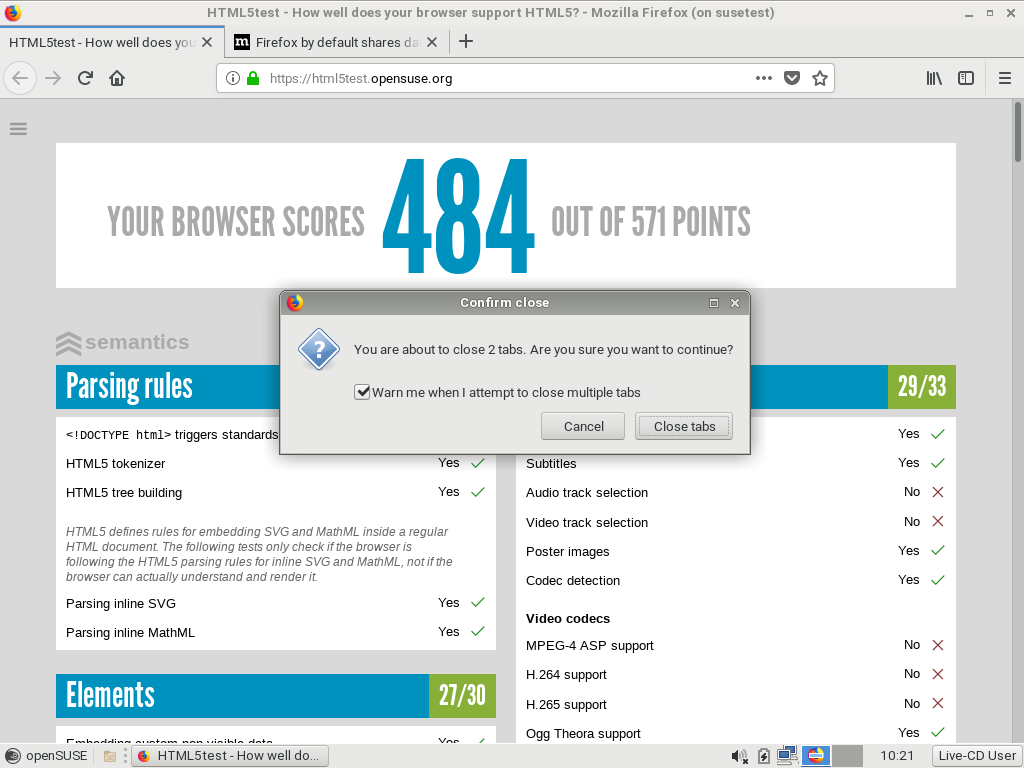 HTML5test - How well does your browser support HTML5? - Mozilla Firefox (on susetest)
HTML5test - How well does you
Firefox by default shares da
https://html5test.opensuse.org
YOUR BROWSER SCORES 484 OUT OF 571 POINTS
Confirm close
You are about to close 2 tabs. Are you sure you want to continue?
Warn me when I attempt to close multiple tabs
Cancel
Close tabs
semantics
Parsing rules
<!DOCTYPE html> triggers standards
HTML5 tokenizer Yes
HTML5 tree building Yes
HTML5 defines rules for embedding SVG and MathML inside a regular
HTML document. The following tests only check if the browser is
following the HTML5 parsing rules for inline SVG and MathML, not if the
browser can actually understand and render it.
Parsing inline SVG Yes
Parsing inline MathML Yes
Elements 27/30
Embedding custom non-visible data Yes
29/33
Yes
Subtitles Yes
Audio track selection No
Video track selection No
Poster images Yes
Codec detection Yes
Video codecs
MPEG-4 ASP support No
H.264 support No
H.265 support No
Ogg Theora support Yes
openSUSE
HTML5test - How well do...
10:21
Live-CD User